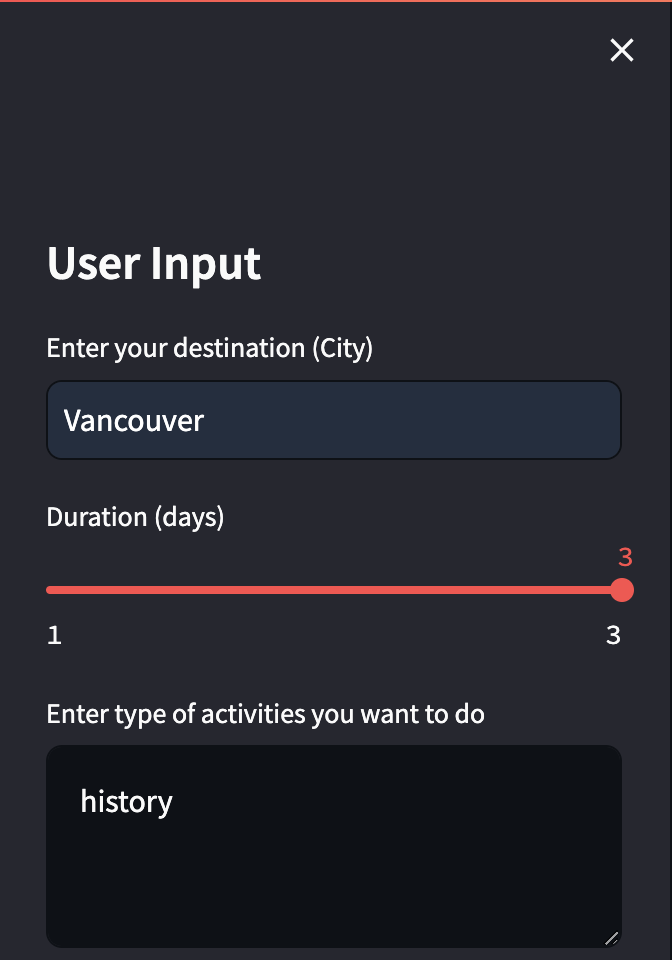 User Input
Enter your destination (City)
Vancouver
Duration (days)
3
1 3
Enter type of activities you want to do
history